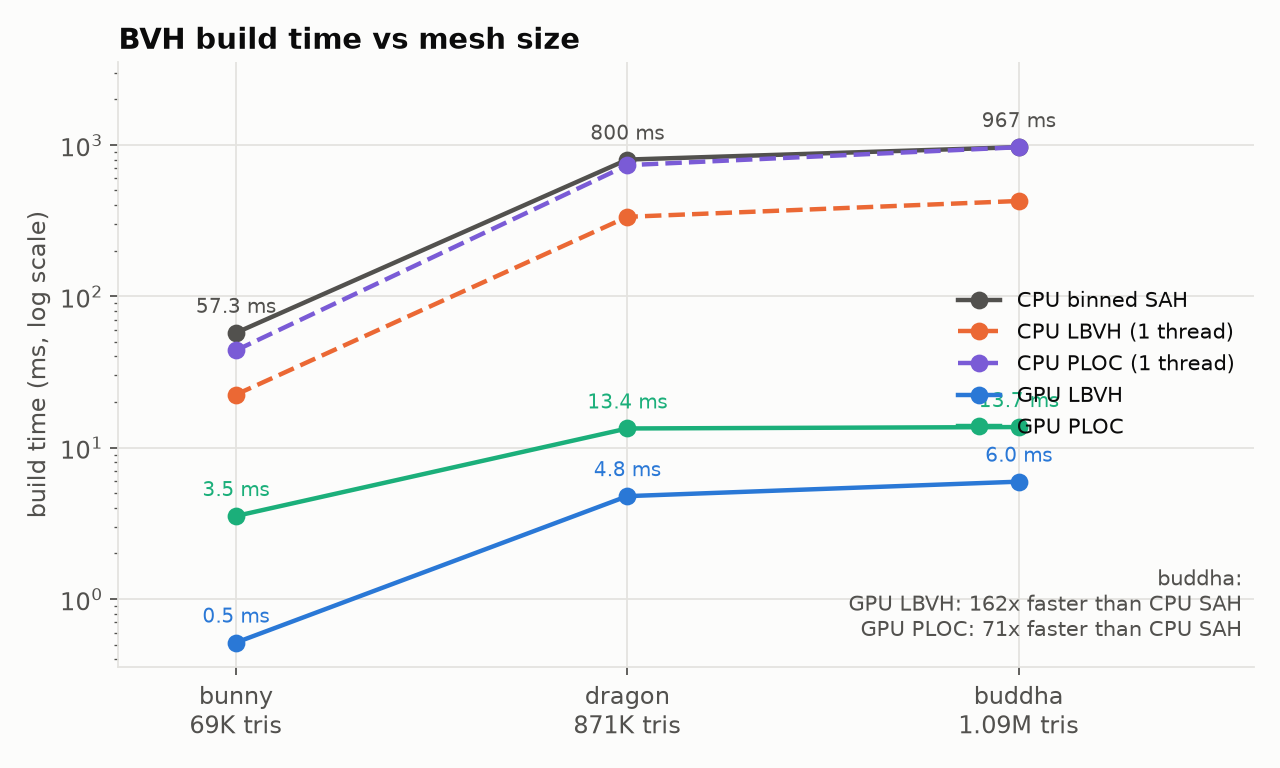 BVH build time vs mesh size
build time (ms, log scale)
10³
10²
10¹
10⁰
57.3 ms
800 ms
967 ms
3.5 ms
13.4 ms
13.7 ms
0.5 ms
4.8 ms
6.0 ms
CPU binned SAH
CPU LBVH (1 thread)
CPU PLOC (1 thread)
GPU LBVH
GPU PLOC
buddha:
GPU LBVH: 162x faster than CPU SAH
GPU PLOC: 71x faster than CPU SAH
bunny
69K tris
dragon
871K tris
buddha
1.09M tris